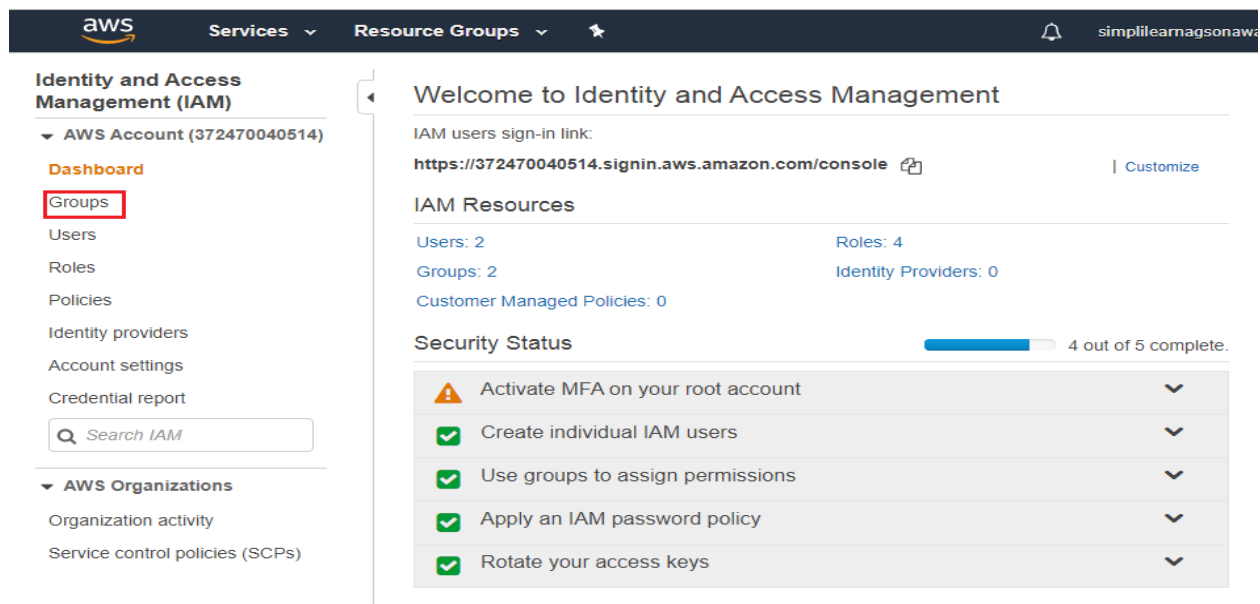 aws
Services
Resource Groups
simplilearnagsonawa
Identity and Access
Management (IAM)
AWS Account (372470040514)
Dashboard
Groups
Users
Roles
Policies
Identity providers
Account settings
Credential report
Search IAM
AWS Organizations
Organization activity
Service control policies (SCPs)
Welcome to Identity and Access Management
IAM users sign-in link:
https://372470040514.signin.aws.amazon.com/console
| Customize
IAM Resources
Users: 2
Roles: 4
Groups: 2
Identity Providers: 0
Customer Managed Policies: 0
Security Status
4 out of 5 complete.
Activate MFA on your root account
Create individual IAM users
Use groups to assign permissions
Apply an IAM password policy
Rotate your access keys